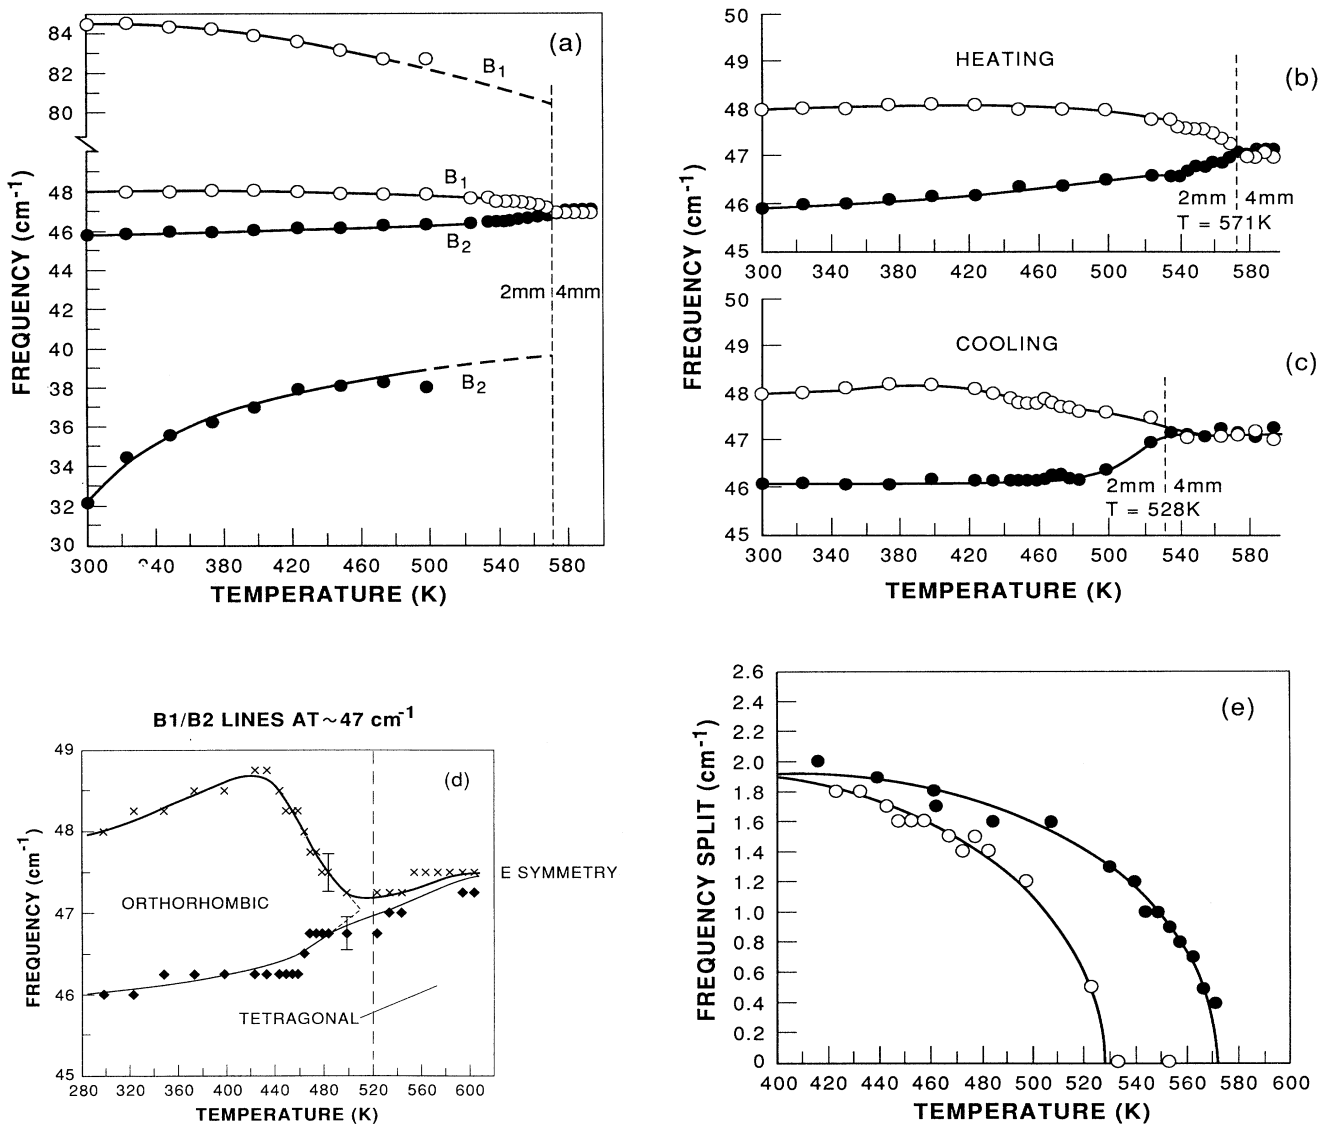 84
82
80
48
46
44
42
40
38
36
34
32
30
FREQUENCY (cm-1)
(a)
B1
B1
B2
2mm 4mm
B2
300 340 380 420 460 500 540 580
TEMPERATURE (K)
50
49
48
47
46
45
HEATING
(b)
2mm 4mm
T = 571K
300 340 380 420 460 500 540 580
FREQUENCY (cm-1)
50
49
48
47
46
45
COOLING
(c)
2mm 4mm
T = 528K
300 340 380 420 460 500 540 580
TEMPERATURE (K)
B1/B2 LINES AT ~ 47 cm-1
49
48
47
46
45
FREQUENCY (cm-1)
(d)
E SYMMETRY
ORTHORHOMBIC
TETRAGONAL
280 320 360 400 440 480 520 560 600
TEMPERATURE (K)
2.6
2.4
2.2
2.0
1.8
1.6
1.4
1.2
1.0
0.8
0.6
0.4
0.2
0
FREQUENCY SPLIT (cm-1)
(e)
400 420 440 460 480 500 520 540 560 580 600
TEMPERATURE (K)